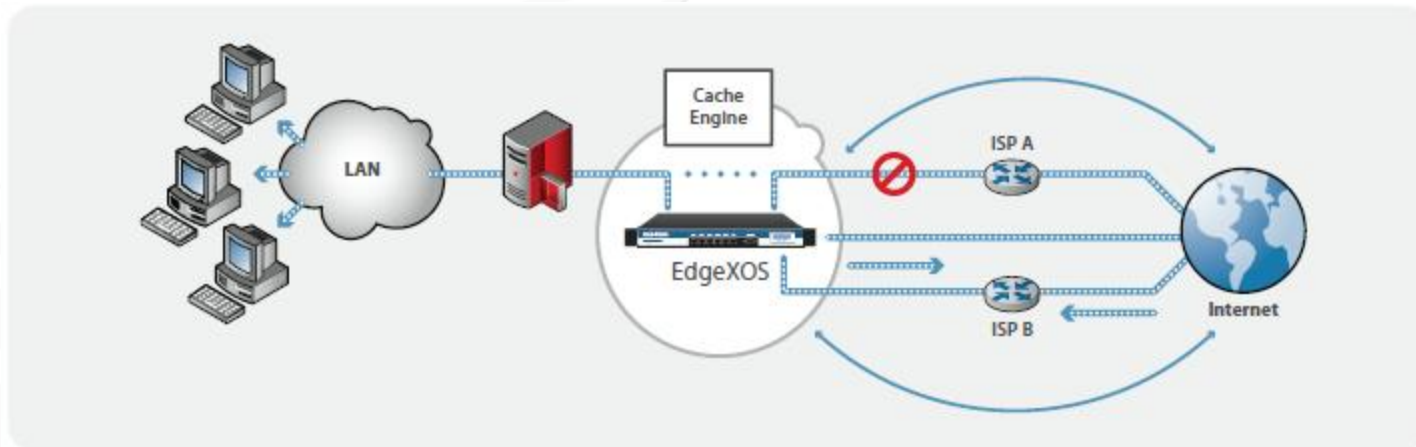 LAN
Cache
Engine
EdgeXOS
ISP A
ISP B
Internet